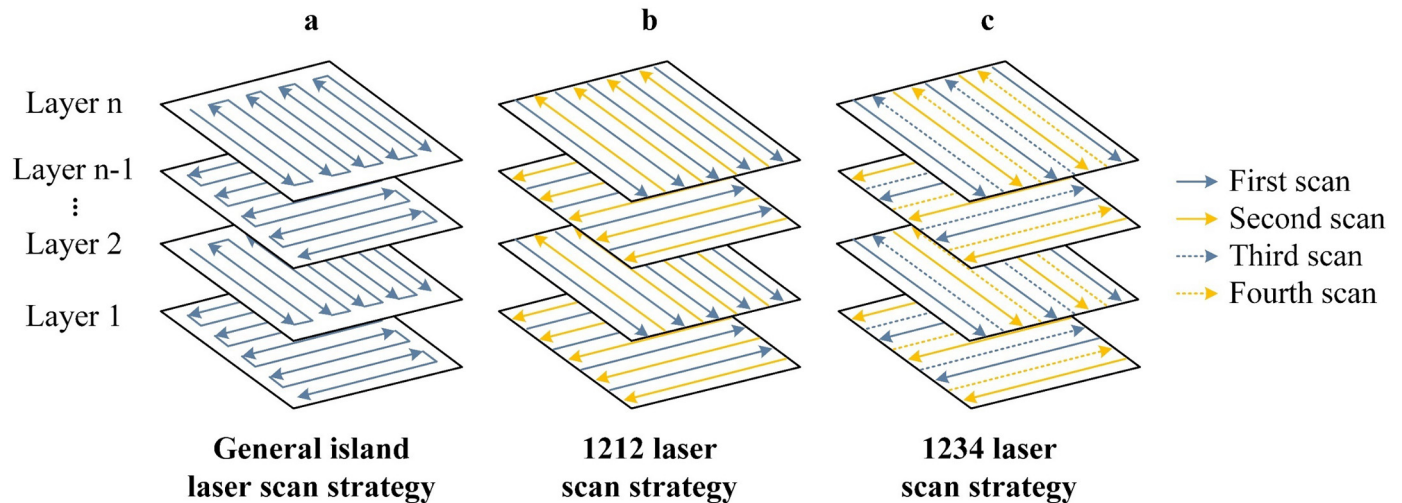 a
b
c
Layer n
Layer n-1
⋮
Layer 2
Layer 1
First scan
Second scan
Third scan
Fourth scan
General island
laser scan strategy
1212 laser
scan strategy
1234 laser
scan strategy